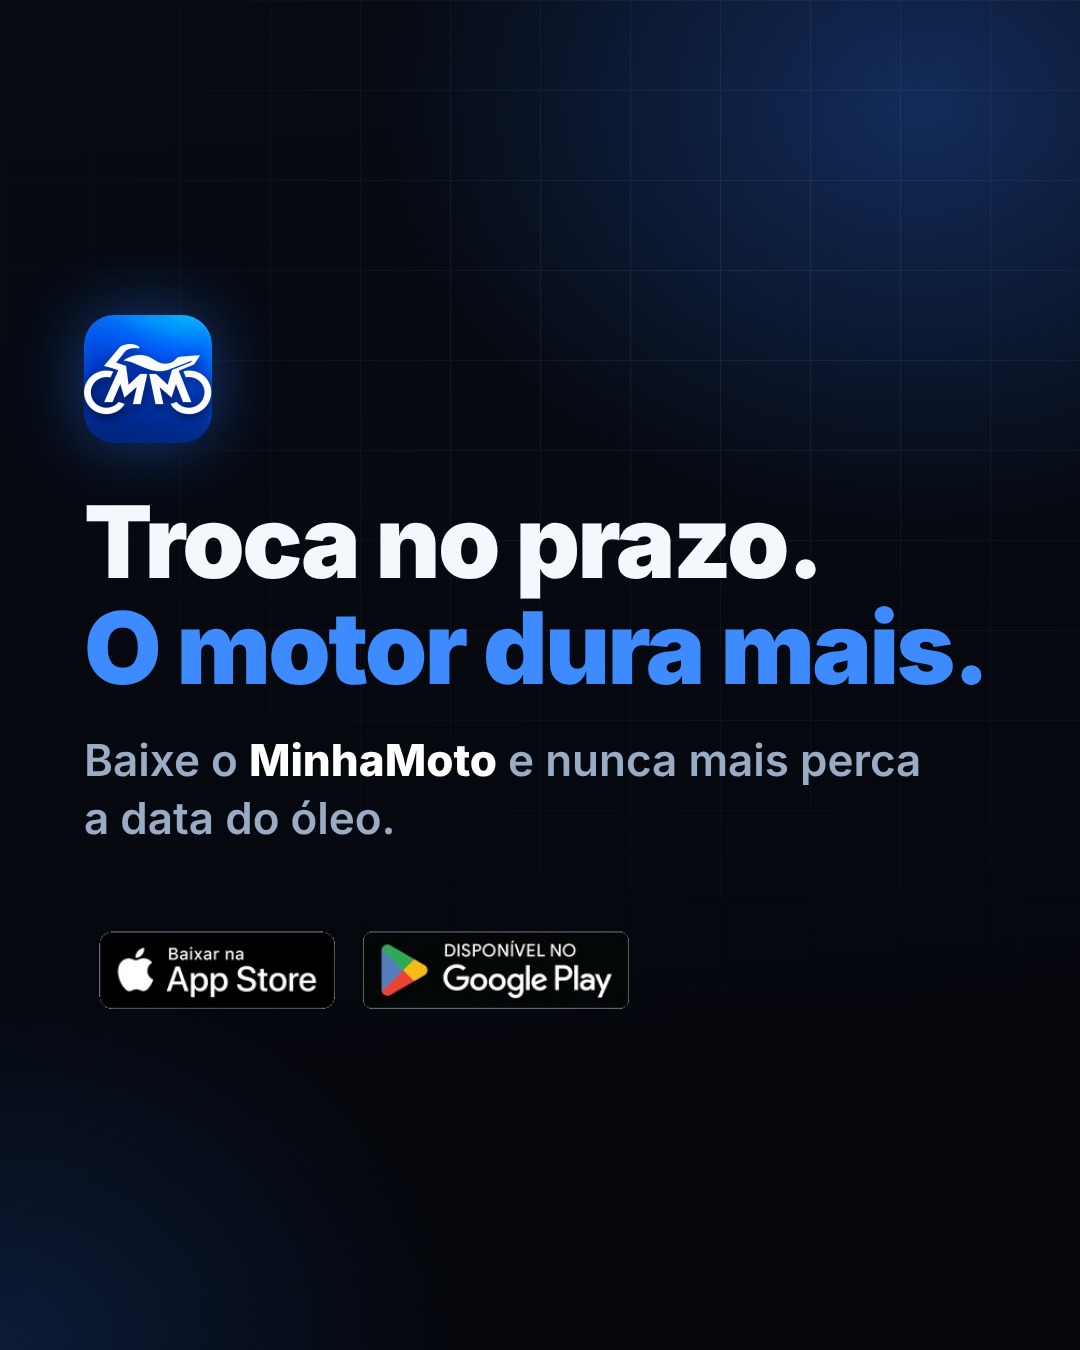 MM
Troca no prazo.
O motor dura mais.
Baixe o MinhaMoto e nunca mais perca
a data do óleo.
Baixar na
App Store
DISPONÍVEL NO
Google Play